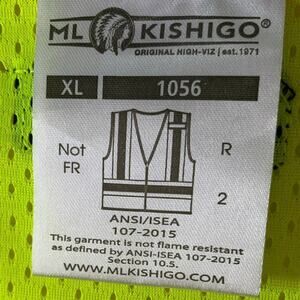 ML KISHIGO®
ORIGINAL HIGH-VIZ | est.1971
XL 1056
Not FR R
2
ANSI/ISEA
107-2015
This garment is not flame resistant
as defined by ANSI-ISEA 107-2015
Section 10.5.
WWW.MLKISHIGO.COM